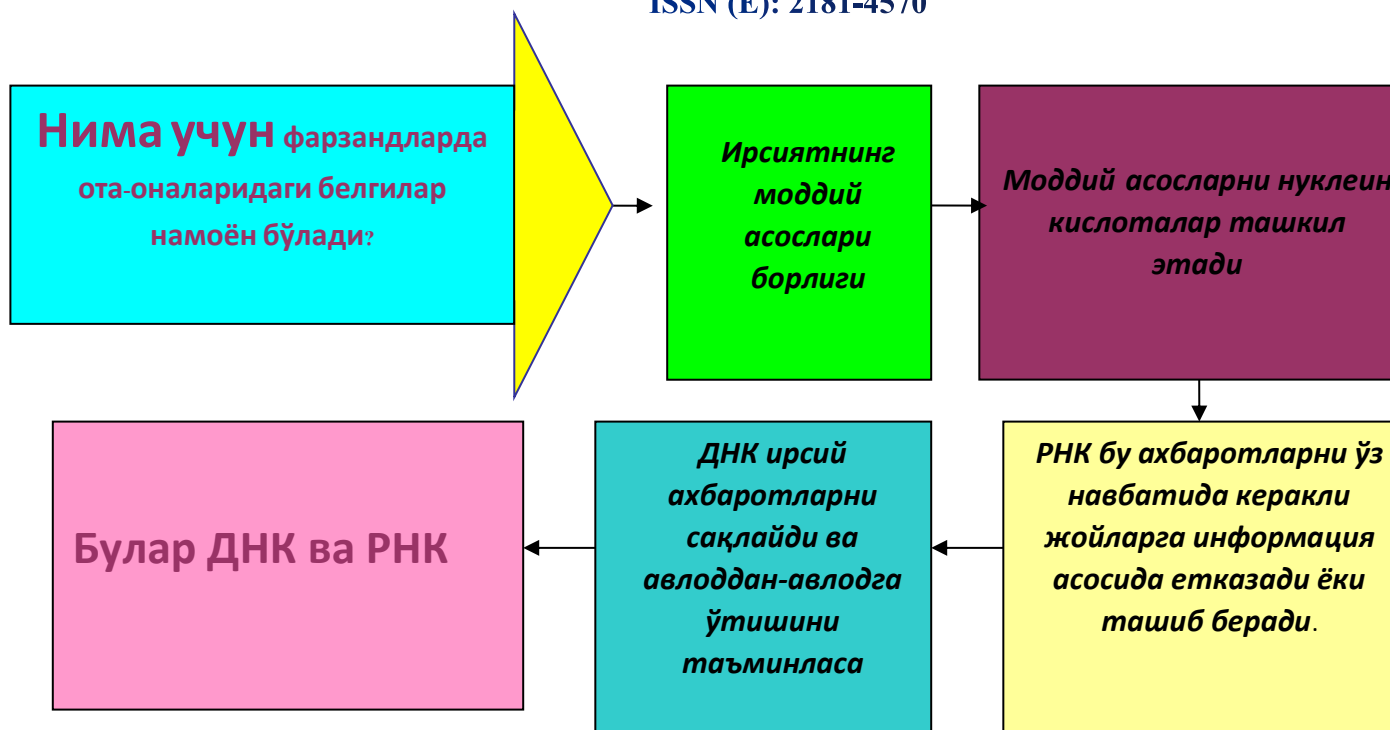 ISSN (E): 2181-4570
Нима учун фарзандларда
ота-оналаридаги белгилар
намоён бўлади?
Ирсиятнинг
моддий
асослари
борлиги
Моддий асосларни нуклеин
кислоталар ташкил
этади
РНК бу ахбаротларни ўз
навбатида керакли
жойларга информация
асосида етказади ёки
ташиб беради.
ДНК ирсий
ахбаротларни
сақлайди ва
авлоддан-авлодга
ўтишини
таъминласа
Булар ДНК ва РНК